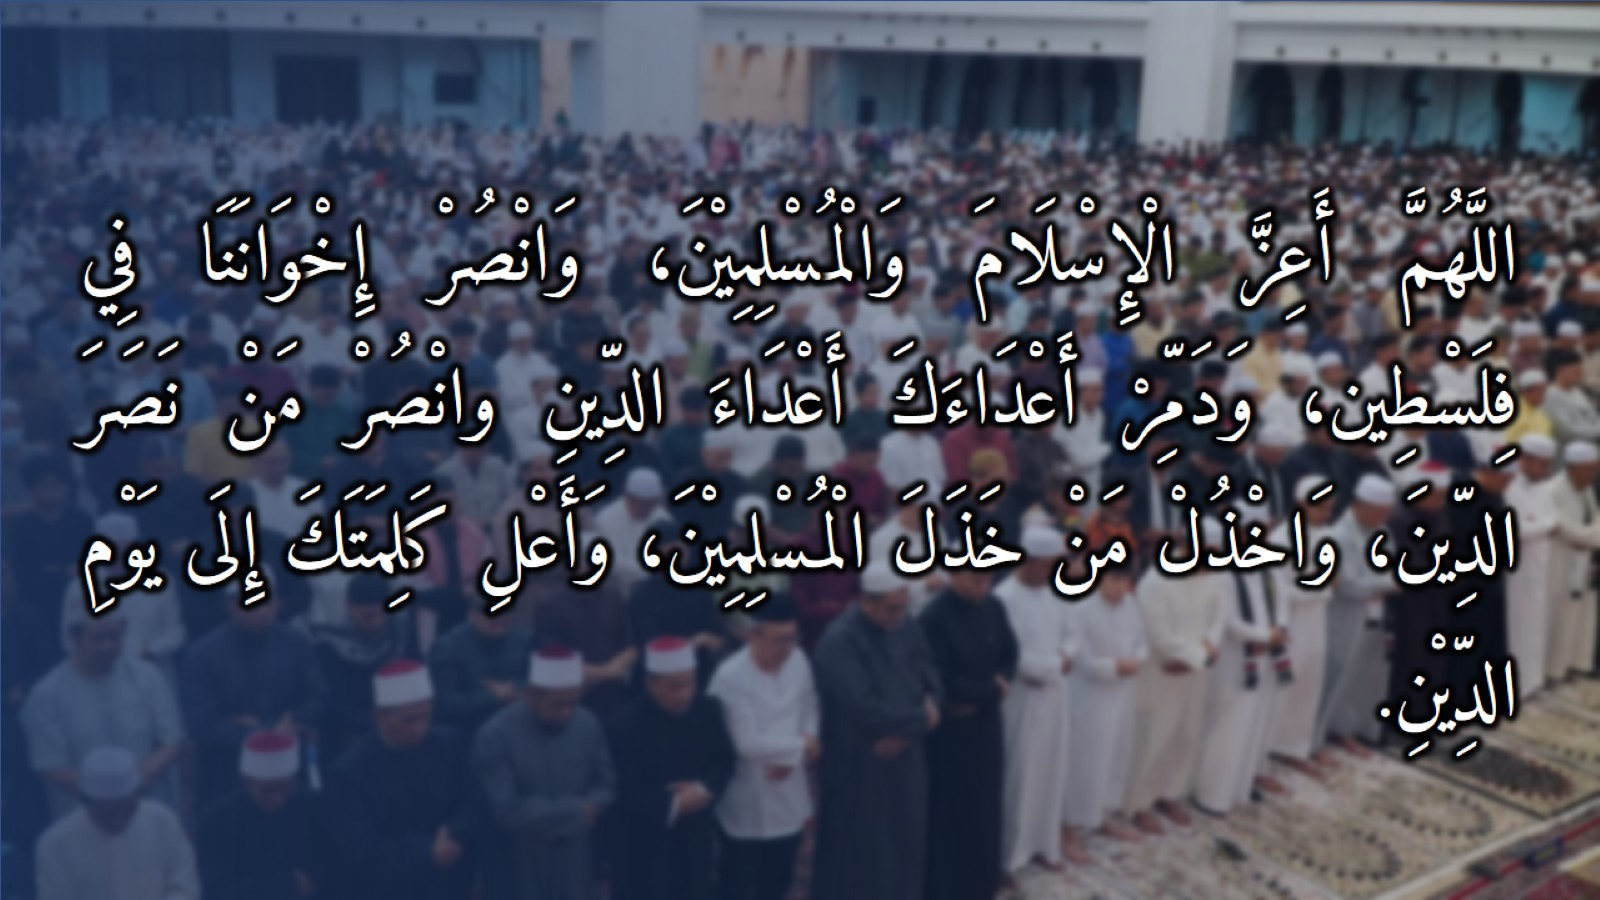 اللَّهُمَّ أَعِزَّ الْإِسْلَامَ وَالْمُسْلِمِيْنَ، وَانْصُرْ إِخْوَانَنَا فِي
فِلَسْطِين، وَدَمِّرْ أَعْدَاءَكَ أَعْدَاءَ الدِّينِ وانْصُرْ مَنْ نَصَرَ
الدِّينَ، وَاخْذُلْ مَنْ خَذَلَ الْمُسْلِمِيْنَ، وَأَعْلِ كَلِمَتَكَ إِلَى يَوْمِ
الدِّيْنِ.